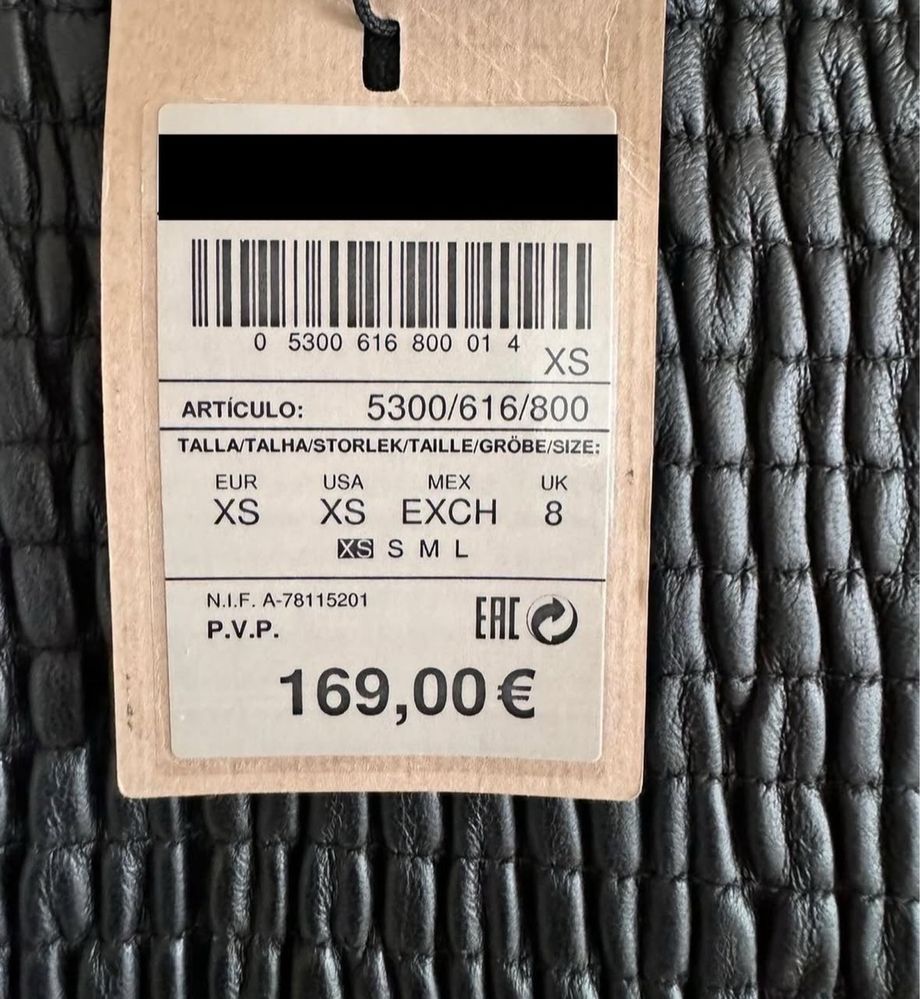 0 5300 616 800 01 4
XS
ARTÍCULO: 5300/616/800
TALLA/TALHA/STORLEK/TAILLE/GRÖBE/SIZE:
EUR USA MEX UK
XS XS EXCH 8
XS S M L
N.I.F. A-78115201
P.V.P. EAC
169,00 €